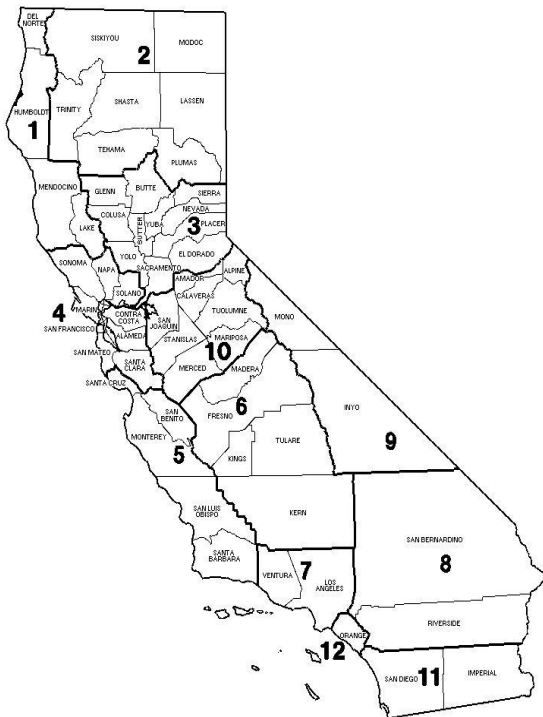 DEL
NORTE
SISKIYOU
2
MODOC
HUMBOLDT
1
TRINITY
SHASTA
LASSEN
TEHAMA
PLUMAS
MENDOCINO
GLENN
BUTTE
SIERRA
NEVADA
COLUSA
SUTTER
YUBA
3
PLACER
LAKE
YOLO
EL DORADO
SONOMA
NAPA
SACRAMENTO
ALPINE
SOLANO
AMADOR
CALAVERAS
4
MARIN
CONTRA
COSTA
SAN
JOAQUIN
TUOLUMNE
MONO
SAN FRANCISCO
ALAMEDA
STANISLAS
MARIPOSA
10
SAN MATEO
SANTA
CLARA
MERCED
MADERA
SANTA CRUZ
INYO
SAN
BENITO
FRESNO
6
MONTEREY
5
KINGS
TULARE
9
SAN LUIS
OBISPO
KERN
SAN BERNARDINO
8
SANTA
BARBARA
VENTURA
7
LOS
ANGELES
RIVERSIDE
ORANGE
12
SAN DIEGO
11
IMPERIAL